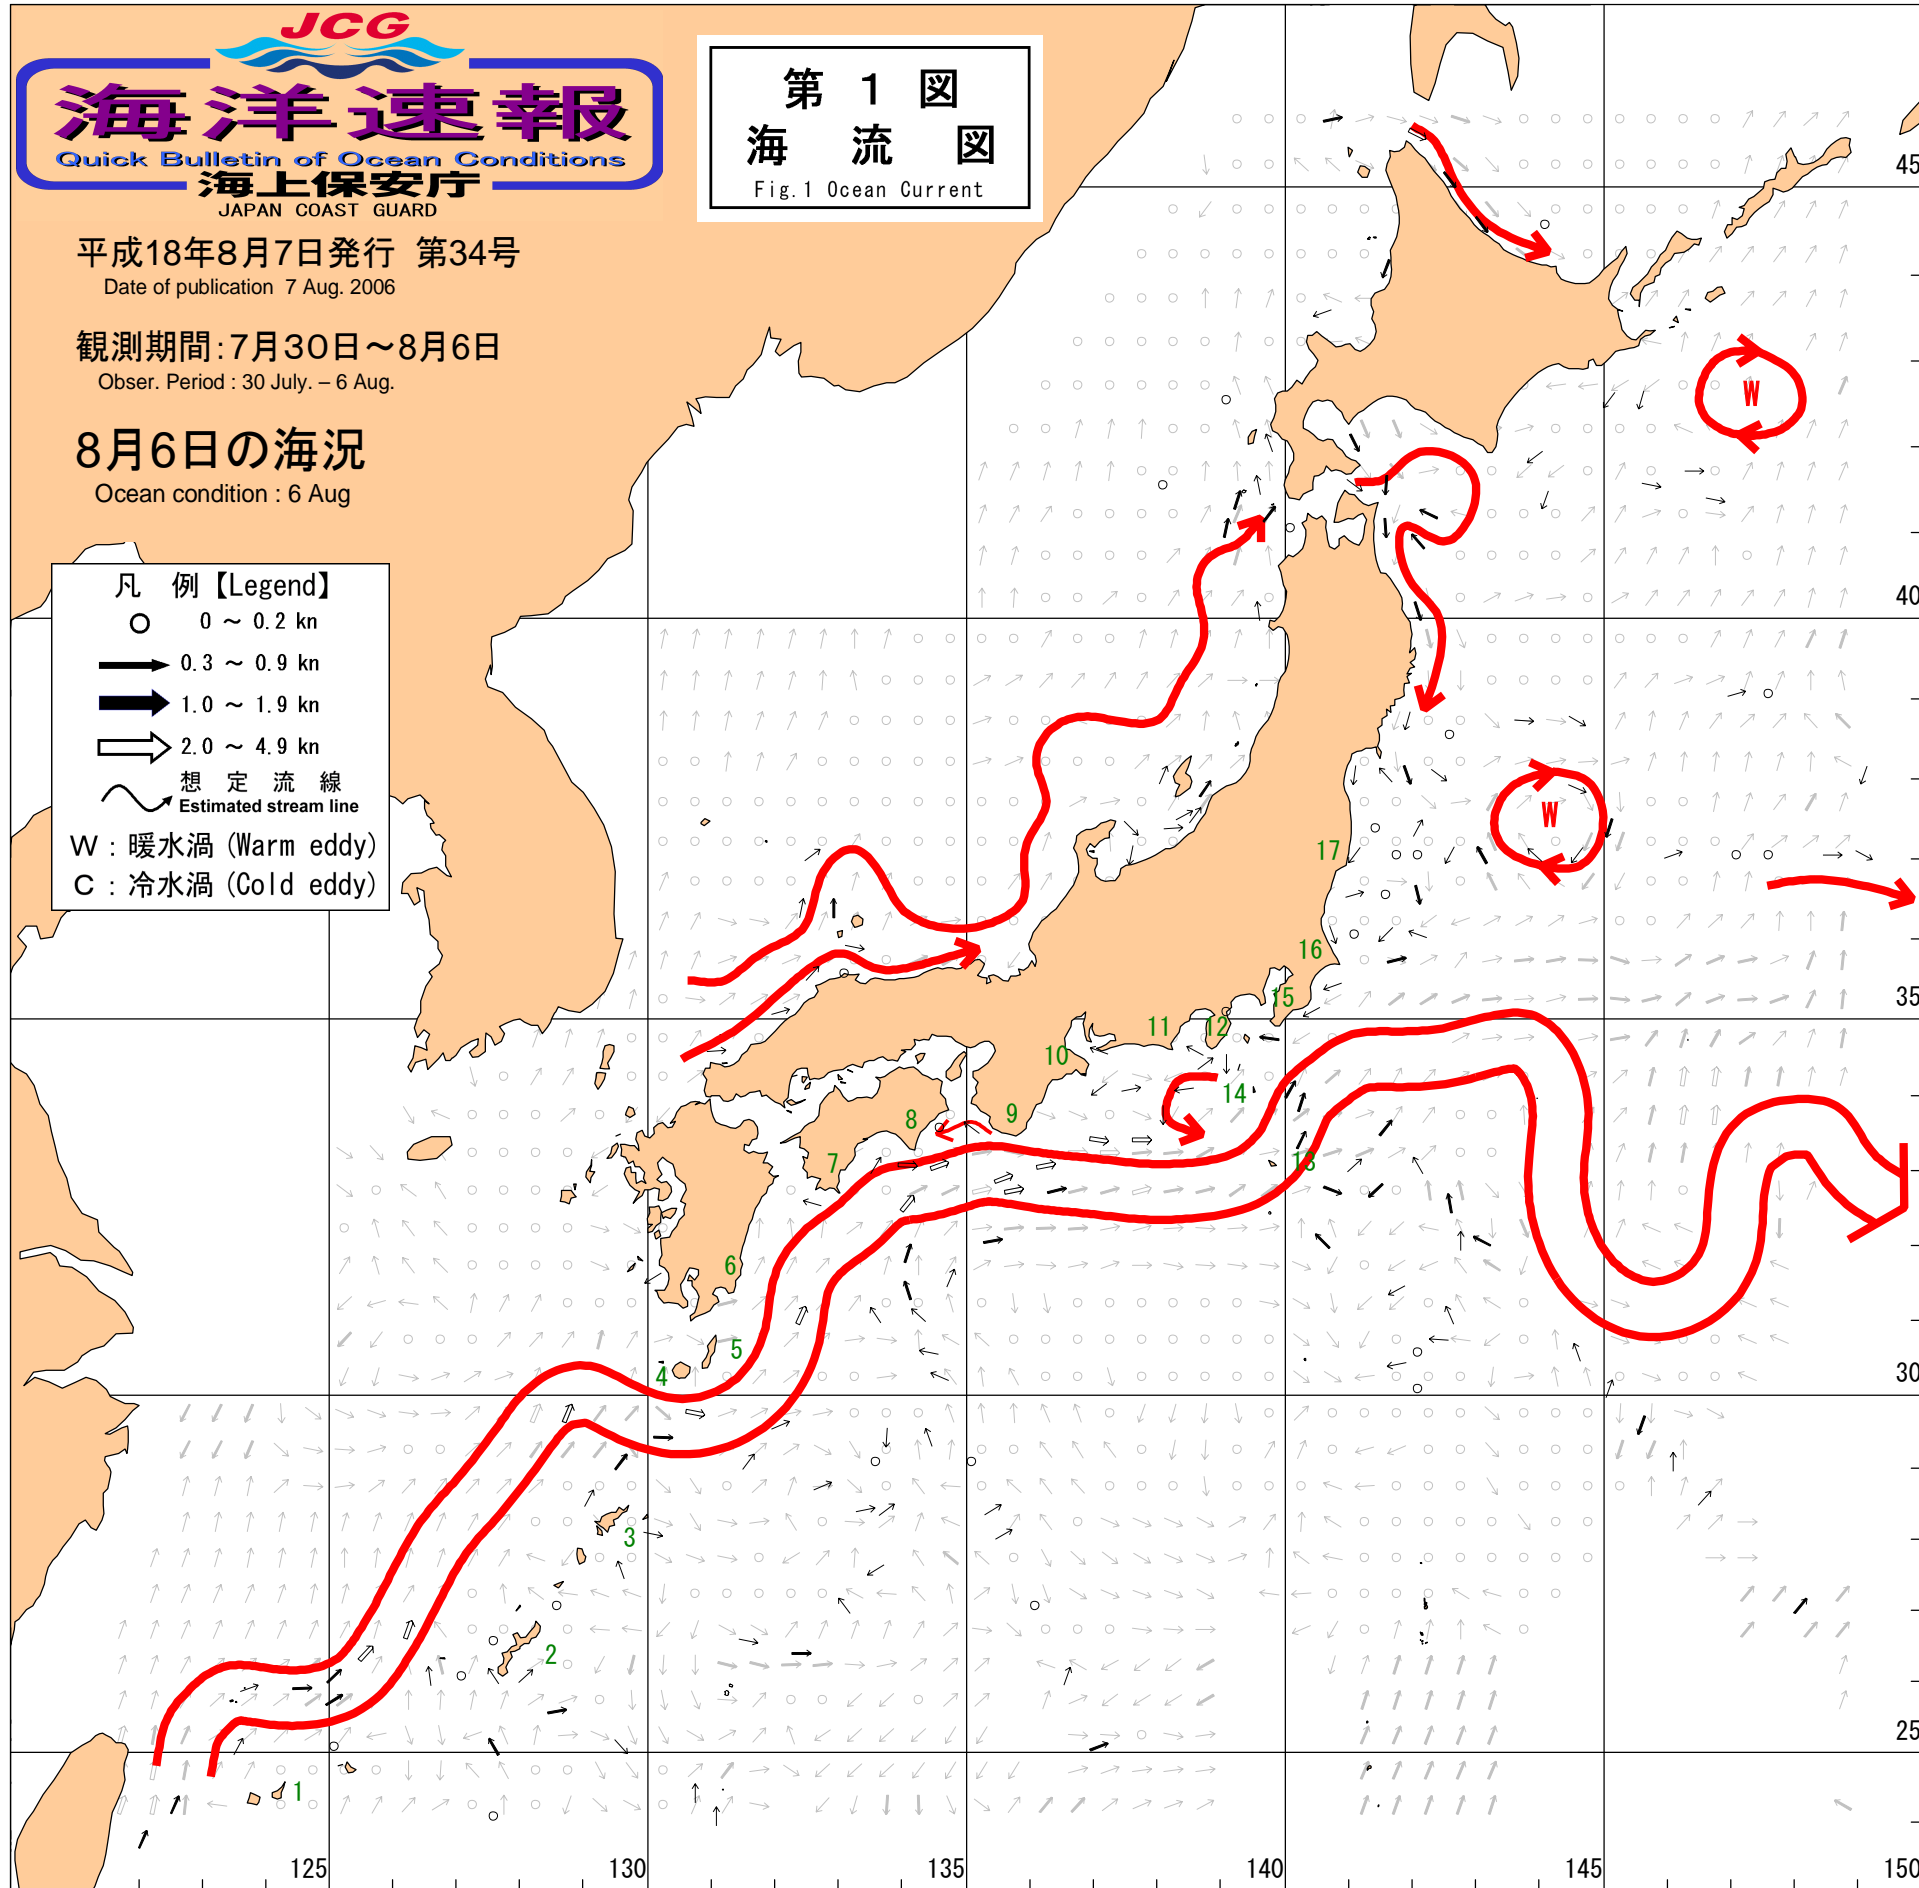 JCG
海洋速報
Quick Bulletin of Ocean Conditions
海上保安庁
JAPAN COAST GUARD
平成18年8月7日発行 第34号
Date of publication 7 Aug. 2006
観測期間:7月30日～8月6日
Obser. Period : 30 July. – 6 Aug.
8月6日の海況
Ocean condition : 6 Aug
第 1 図
海 流 図
Fig.1 Ocean Current
凡 例【Legend】
0 ～ 0.2 kn
0.3 ～ 0.9 kn
1.0 ～ 1.9 kn
2.0 ～ 4.9 kn
想 定 流 線
Estimated stream line
W : 暖水渦 (Warm eddy)
C : 冷水渦 (Cold eddy)
45
W
40
W
17
16
15
35
11
12
10
14
9
8
7
13
6
5
4
30
3
2
25
1
125
130
135
140
145
150